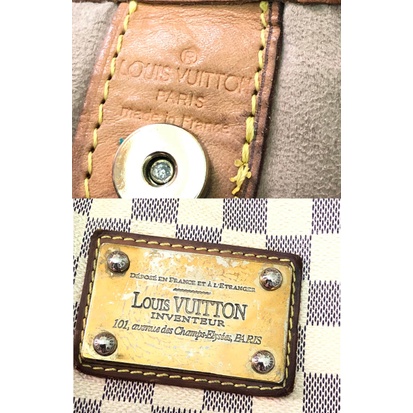 ®
LOUIS VUITTON
PARIS
made in France
DÉPOSÉ EN FRANCE ET À L'ÉTRANGER
LOUIS VUITTON
INVENTEUR
101, avenue des Champs-Elysées, PARIS